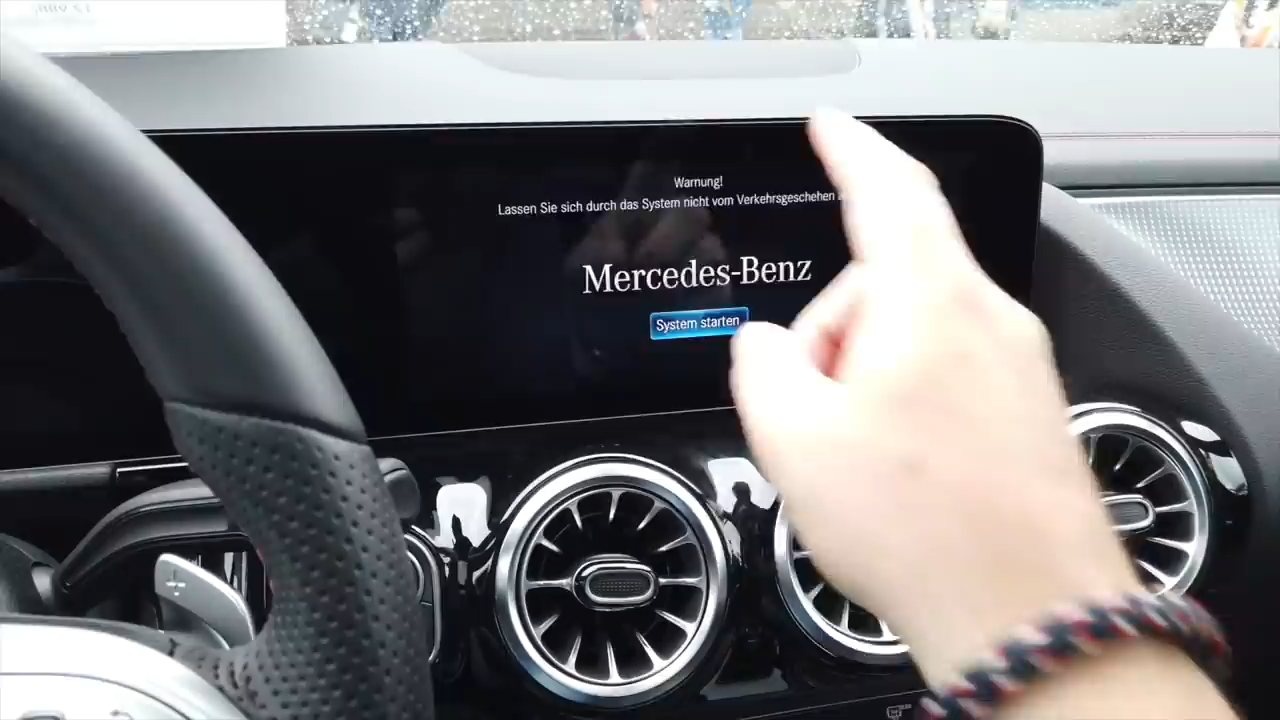 Warnung!
Lassen Sie sich durch das System nicht vom Verkehrsgeschehen
Mercedes-Benz
System starten